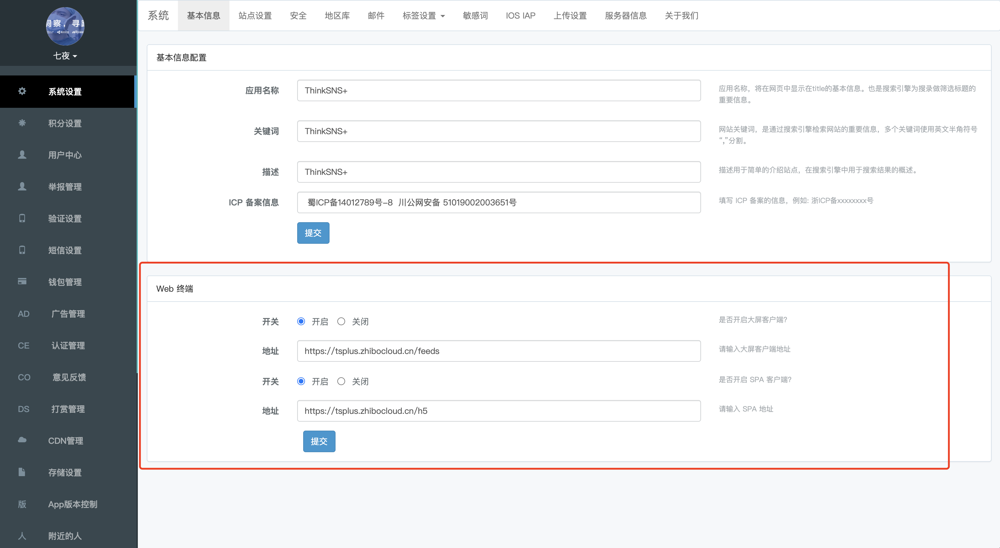 洞察，寻
七夜
系统设置
积分设置
用户中心
举报管理
验证设置
短信设置
钱包管理
AD 广告管理
CE 认证管理
CO 意见反馈
DS 打赏管理
CDN管理
存储设置
版 App版本控制
人 附近的人
系统 基本信息 站点设置 安全 地区库 邮件 标签设置 敏感词 IOS IAP 上传设置 服务器信息 关于我们
基本信息配置
应用名称 ThinkSNS+ 应用名称，将在网页中显示在title的基本信息。也是搜索引擎为搜录做筛选标题的
重要信息。
关键词 ThinkSNS+ 网站关键词，是通过搜索引擎检索网站的重要信息，多个关键词使用英文半角符号
“,”分割。
描述 ThinkSNS+ 描述用于简单的介绍站点，在搜索引擎中用于搜索结果的概述。
ICP 备案信息 蜀ICP备14012789号-8 川公网安备 51019002003651号 填写 ICP 备案的信息，例如: 浙ICP备xxxxxxxx号
提交
Web 终端
开关 开启 关闭 是否开启大屏客户端?
地址 https://tsplus.zhibocloud.cn/feeds 请输入大屏客户端地址
开关 开启 关闭 是否开启 SPA 客户端?
地址 https://tsplus.zhibocloud.cn/h5 请输入 SPA 地址
提交